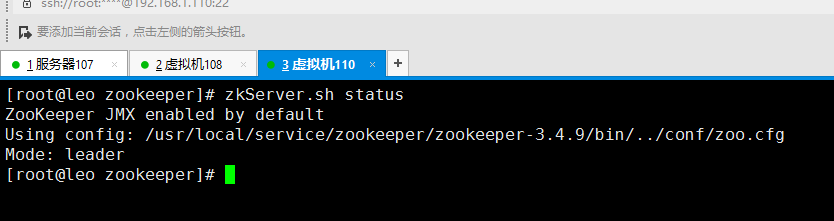 ssh://root:****@192.168.1.110:22
要添加当前会话，点击左侧的箭头按钮。
1 服务器107 × 2 虚拟机108 × 3 虚拟机110 × +
[root@leo zookeeper]# zkServer.sh status
ZooKeeper JMX enabled by default
Using config: /usr/local/service/zookeeper/zookeeper-3.4.9/bin/../conf/zoo.cfg
Mode: leader
[root@leo zookeeper]#